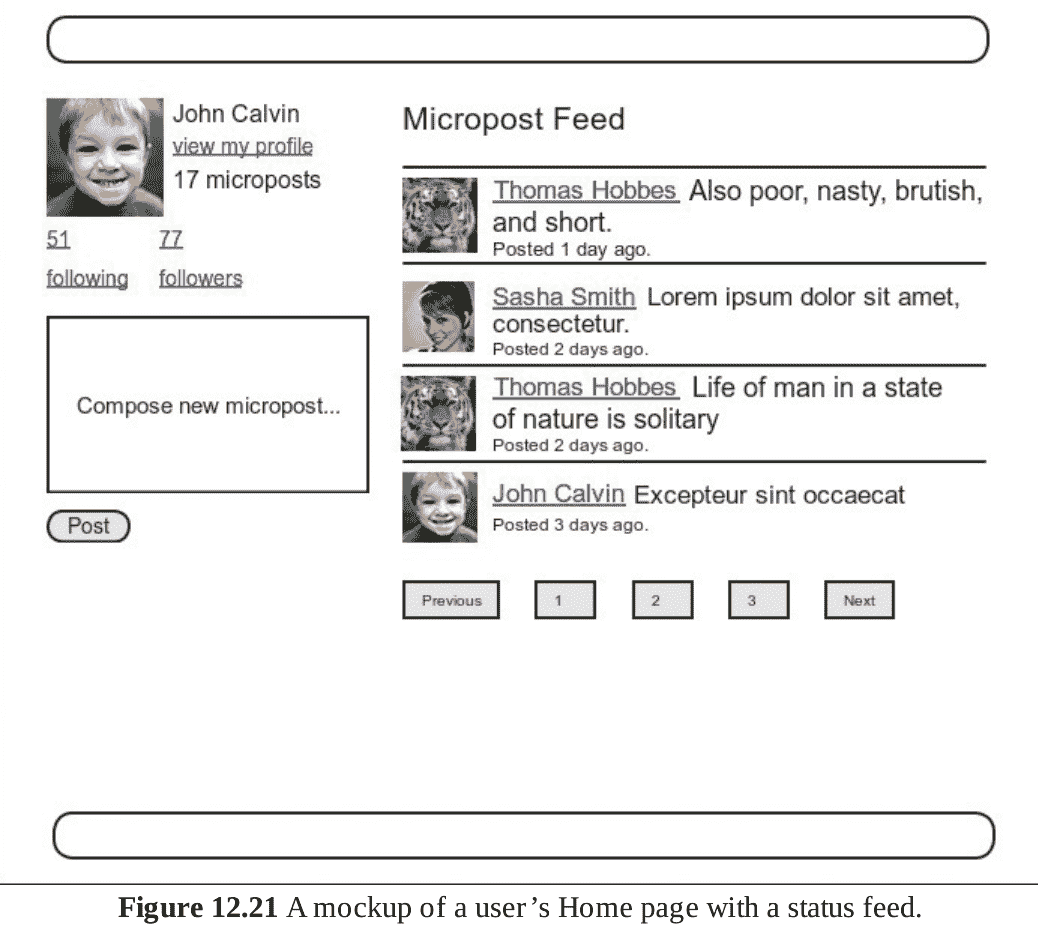 John Calvin
view my profile
17 microposts
51
77
following
followers
Compose new micropost...
Post
Micropost Feed
Thomas Hobbes Also poor, nasty, brutish,
and short.
Posted 1 day ago.
Sasha Smith Lorem ipsum dolor sit amet,
consectetur.
Posted 2 days ago.
Thomas Hobbes Life of man in a state
of nature is solitary
Posted 2 days ago.
John Calvin Excepteur sint occaecat
Posted 3 days ago.
Previous 1 2 3 Next
Figure 12.21 A mockup of a user’s Home page with a status feed.